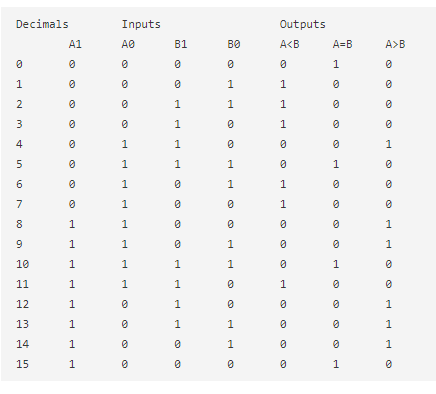 Decimals Inputs Outputs
A1 A0 B1 B0 A<B A=B A>B
0 0 0 0 0 0 1 0
1 0 0 0 1 1 0 0
2 0 0 1 1 1 0 0
3 0 0 1 0 1 0 0
4 0 1 1 0 0 0 1
5 0 1 1 1 0 1 0
6 0 1 0 1 1 0 0
7 0 1 0 0 1 0 0
8 1 1 0 0 0 0 1
9 1 1 0 1 0 0 1
10 1 1 1 1 0 1 0
11 1 1 1 0 1 0 0
12 1 0 1 0 0 0 1
13 1 0 1 1 0 0 1
14 1 0 0 1 0 0 1
15 1 0 0 0 0 1 0